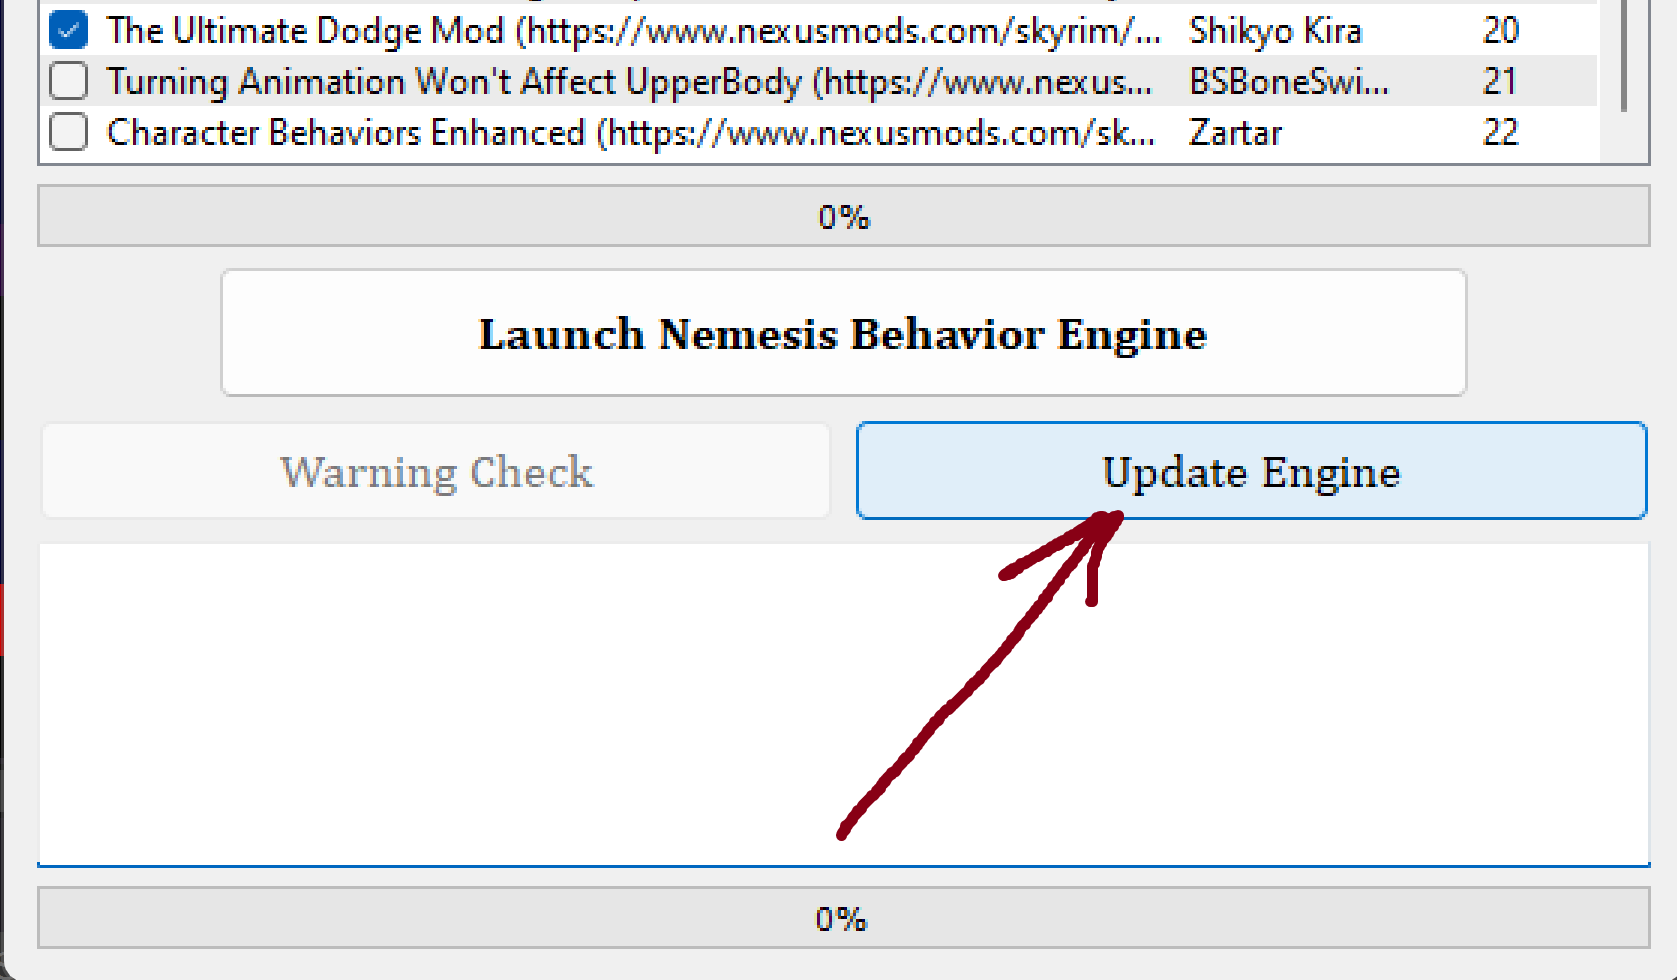 The Ultimate Dodge Mod (https://www.nexusmods.com/skyrim/... Shikyo Kira 20
Turning Animation Won't Affect UpperBody (https://www.nexus... BSBoneSwi... 21
Character Behaviors Enhanced (https://www.nexusmods.com/sk... Zartar 22
0%
Launch Nemesis Behavior Engine
Warning Check Update Engine
0%